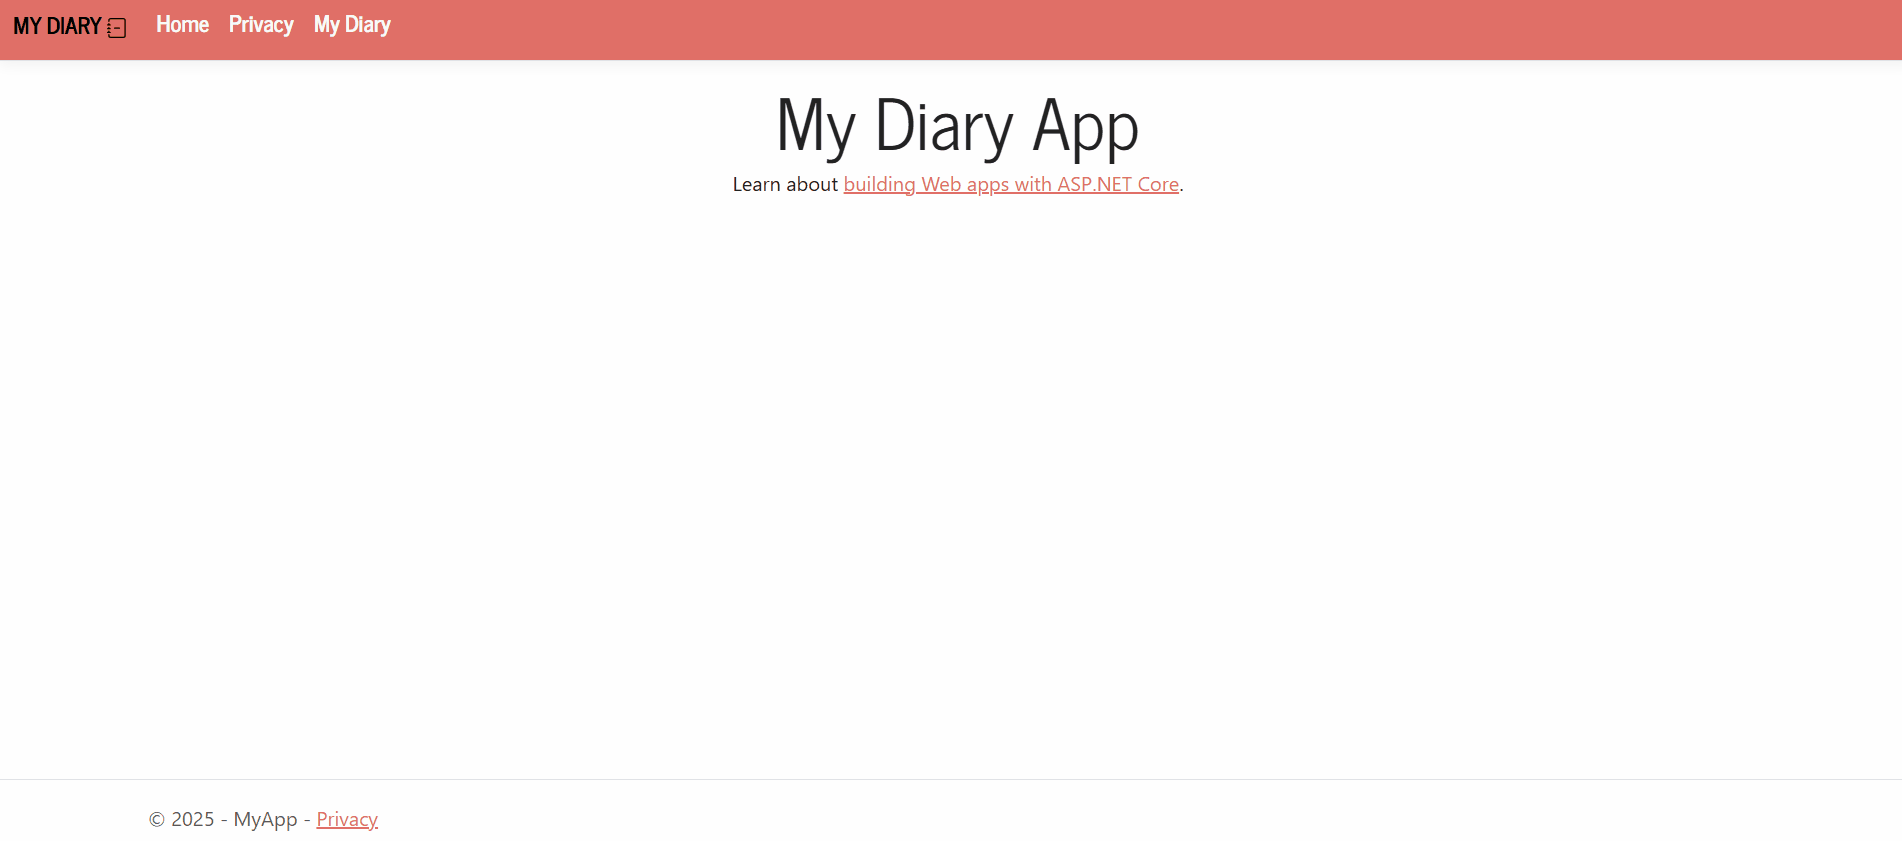 MY DIARY Home Privacy My Diary
My Diary App
Learn about building Web apps with ASP.NET Core.
© 2025 - MyApp - Privacy